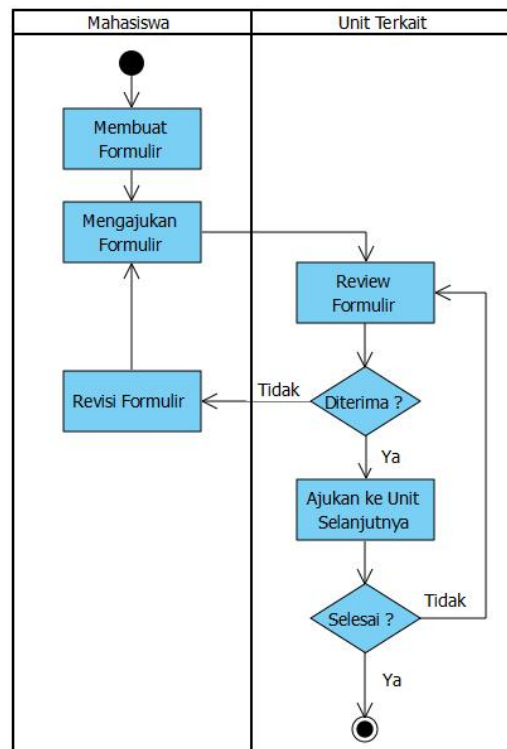 Mahasiswa
Unit Terkait
Membuat
Formulir
Mengajukan
Formulir
Review
Formulir
Revisi Formulir
Tidak
Diterima ?
Ya
Ajukan ke Unit
Selanjutnya
Selesai ?
Tidak
Ya